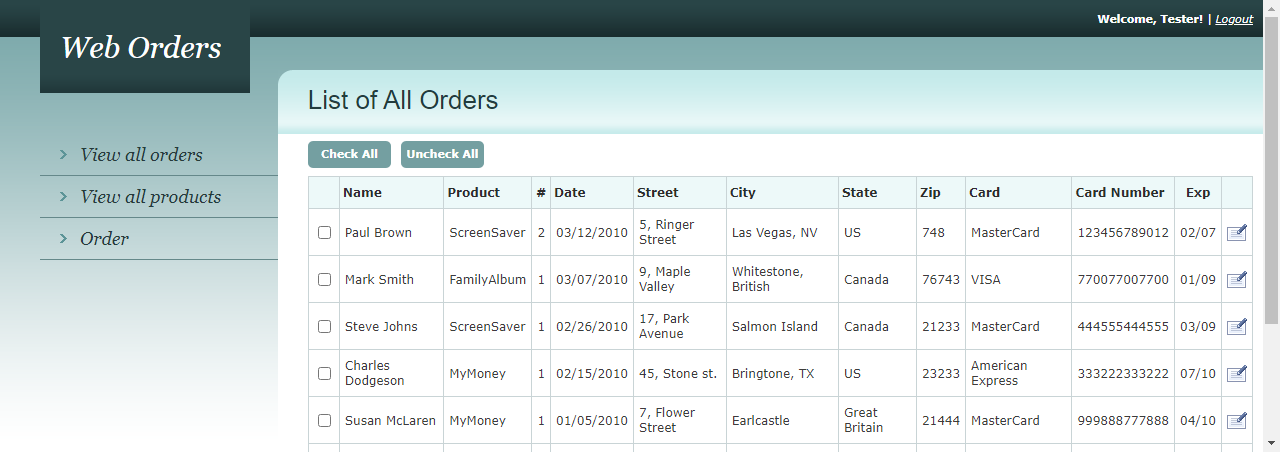 Welcome, Tester! | Logout
Web Orders
View all orders
View all products
Order
List of All Orders
Check All Uncheck All
Name Product # Date Street City State Zip Card Card Number Exp
Paul Brown ScreenSaver 2 03/12/2010 5, Ringer Street Las Vegas, NV US 748 MasterCard 123456789012 02/07
Mark Smith FamilyAlbum 1 03/07/2010 9, Maple Valley Whitestone, British Canada 76743 VISA 770077007700 01/09
Steve Johns ScreenSaver 1 02/26/2010 17, Park Avenue Salmon Island Canada 21233 MasterCard 444555444555 03/09
Charles Dodgeson MyMoney 1 02/15/2010 45, Stone st. Bringtone, TX US 23233 American Express 333222333222 07/10
Susan McLaren MyMoney 1 01/05/2010 7, Flower Street Earlcastle Great Britain 21444 MasterCard 999888777888 04/10